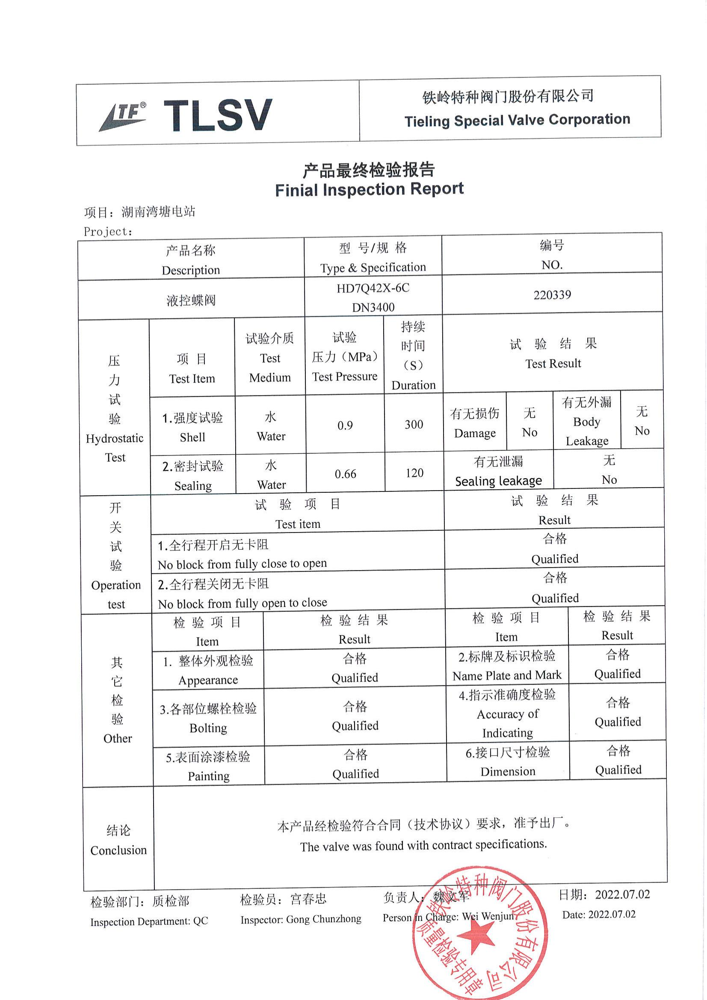 TF® TLSV
铁岭特种阀门股份有限公司
Tieling Special Valve Corporation
产品最终检验报告
Finial Inspection Report
项目：湖南湾塘电站
Project:
产品名称
Description
型 号/规 格
Type & Specification
编号
NO.
液控蝶阀
HD7Q42X-6C
DN3400
220339
压
力
试
验
Hydrostatic
Test
项 目
Test Item
试验介质
Test
Medium
试验
压力（MPa）
Test Pressure
持续
时间
（S）
Duration
试 验 结 果
Test Result
1.强度试验
Shell
水
Water
0.9
300
有无损伤
Damage
无
No
有无外漏
Body
Leakage
无
No
2.密封试验
Sealing
水
Water
0.66
120
有无泄漏
Sealing leakage
无
No
开
关
试
验
Operation
test
试 验 项 目
Test item
试 验 结 果
Result
1.全行程开启无卡阻
No block from fully close to open
合格
Qualified
2.全行程关闭无卡阻
No block from fully open to close
合格
Qualified
其
它
检
验
Other
检 验 项 目
Item
检 验 结 果
Result
检 验 项 目
Item
检 验 结 果
Result
1. 整体外观检验
Appearance
合格
Qualified
2.标牌及标识检验
Name Plate and Mark
合格
Qualified
3.各部位螺栓检验
Bolting
合格
Qualified
4.指示准确度检验
Accuracy of
Indicating
合格
Qualified
5.表面涂漆检验
Painting
合格
Qualified
6.接口尺寸检验
Dimension
合格
Qualified
结论
Conclusion
本产品经检验符合合同（技术协议）要求，准予出厂。
The valve was found with contract specifications.
检验部门：质检部
Inspection Department: QC
检验员：宫春忠
Inspector: Gong Chunzhong
负责人：魏文军
Person in Charge: Wei Wenjun
日期：2022.07.02
Date: 2022.07.02
铁岭特种阀门股份有限公司
质量检验专用章